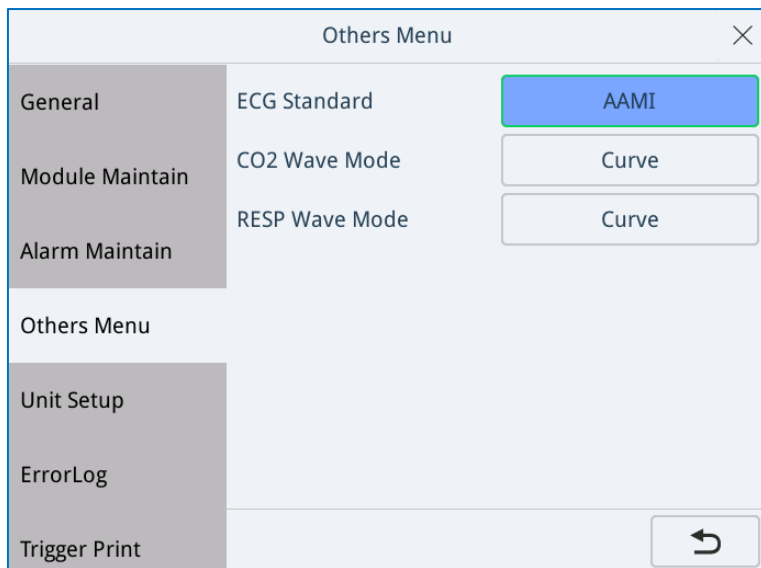 Others Menu
General
Module Maintain
Alarm Maintain
Others Menu
Unit Setup
ErrorLog
Trigger Print
ECG Standard AAMI
CO2 Wave Mode Curve
RESP Wave Mode Curve